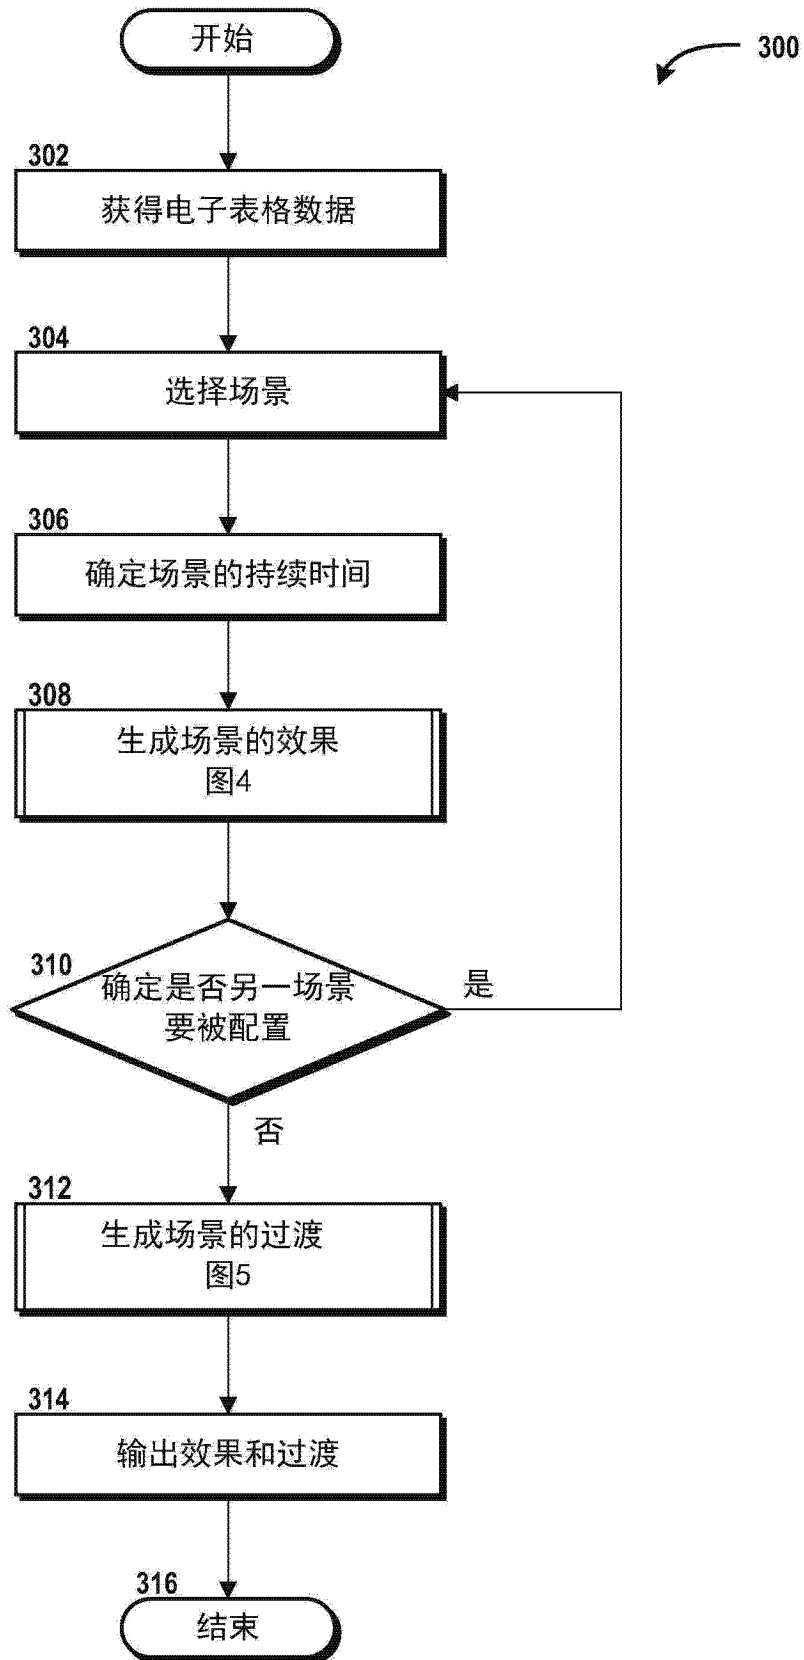 开始
300
302
获得电子表格数据
304
选择场景
306
确定场景的持续时间
308
生成场景的效果
图4
310
确定是否另一场景
要被配置
是
否
312
生成场景的过渡
图5
314
输出效果和过渡
316
结束